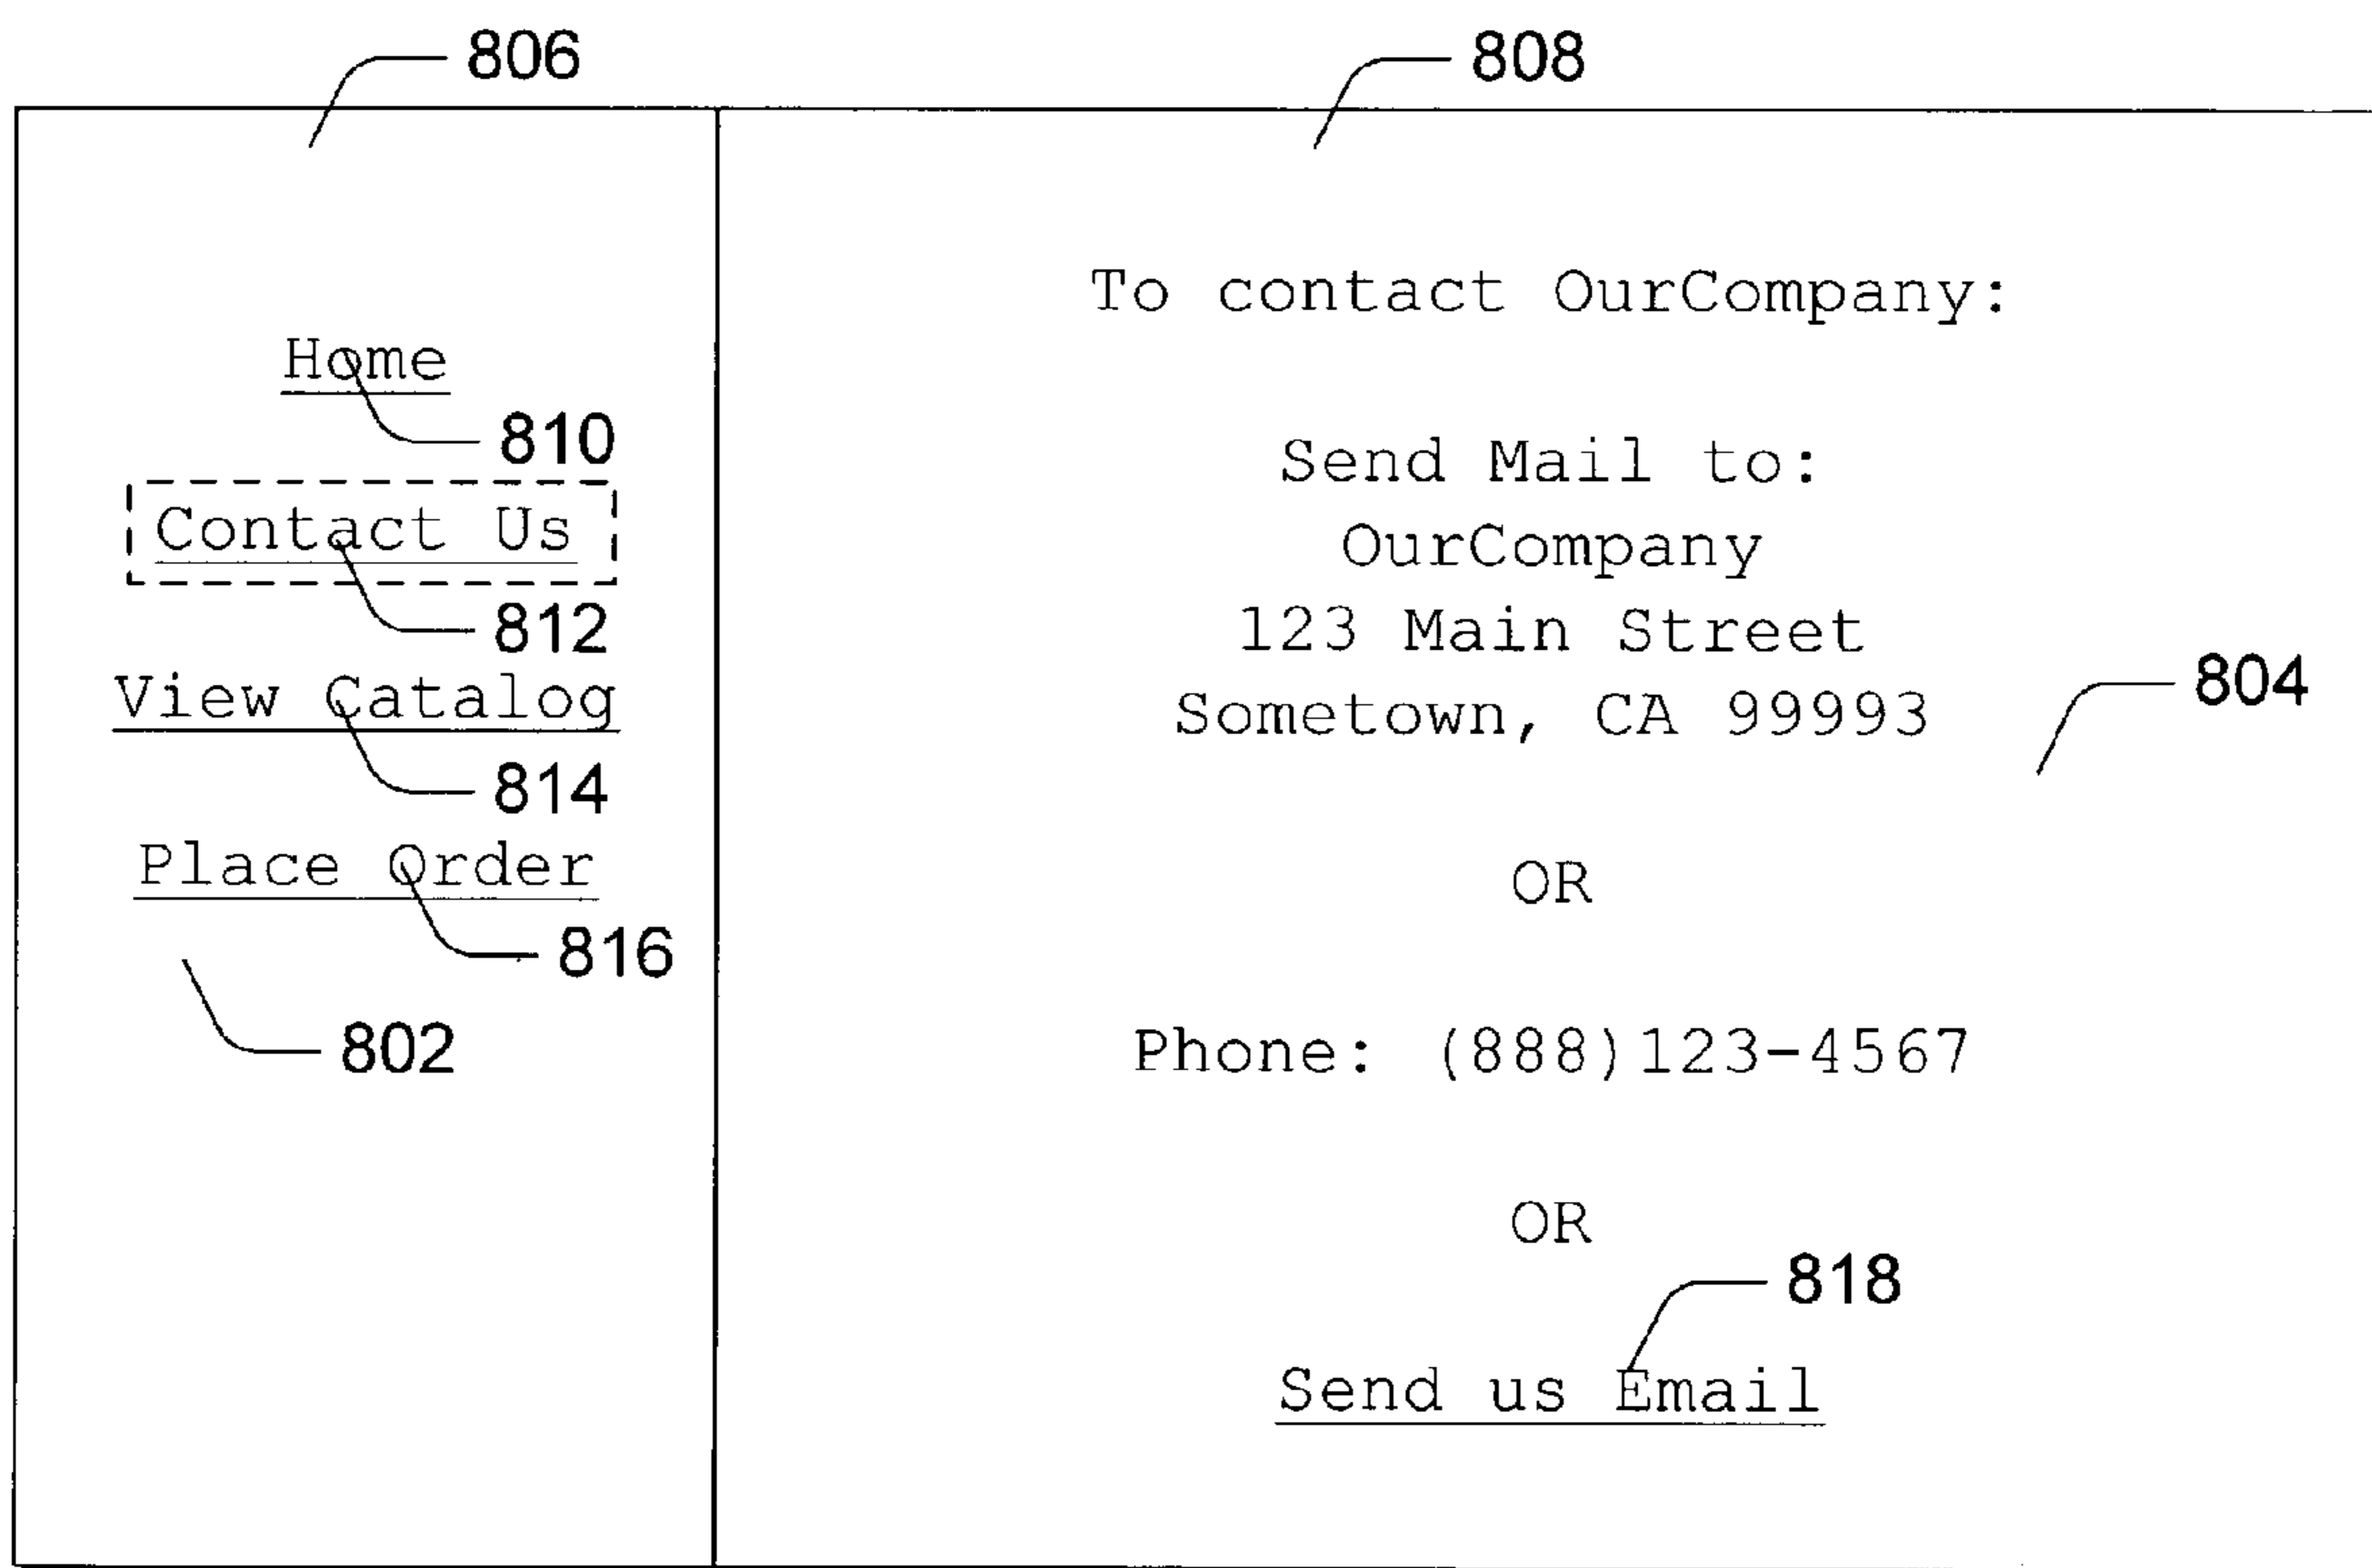 806
808
Home
810
Contact Us
812
View Catalog
814
Place Order
816
802
To contact OurCompany:
Send Mail to:
OurCompany
123 Main Street
Sometown, CA 99993
804
OR
Phone: (888)123-4567
OR
818
Send us Email